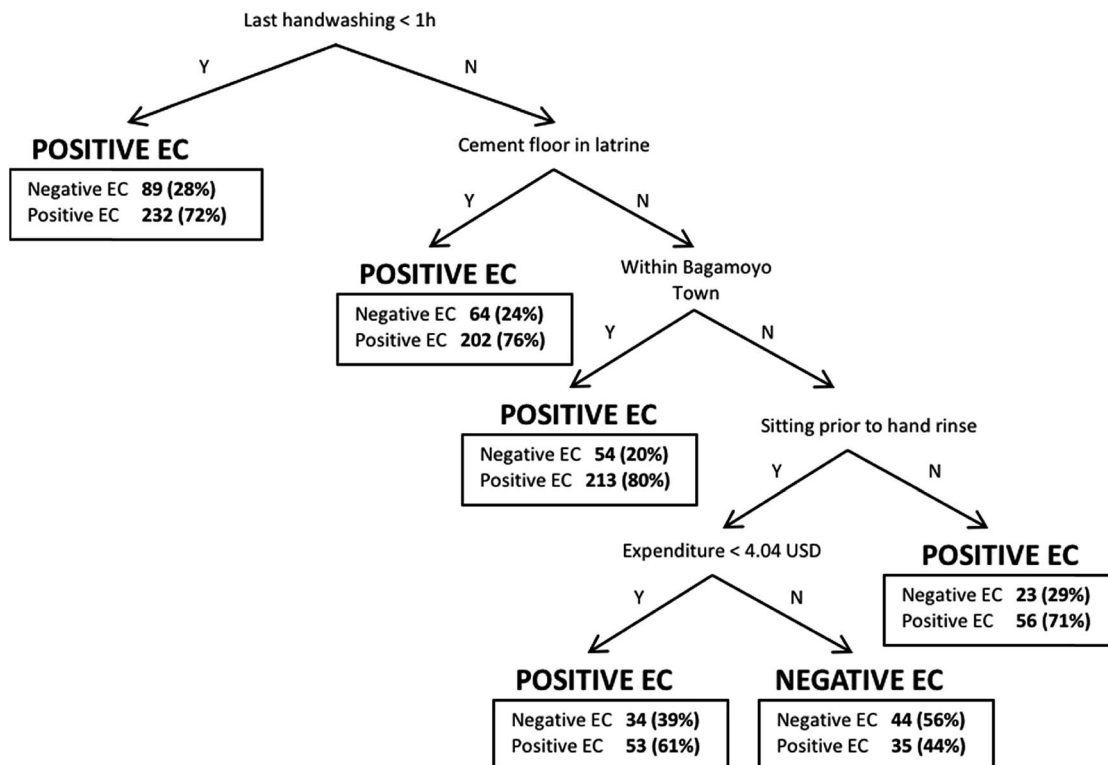 Last handwashing < 1h
Y
N
POSITIVE EC
Negative EC 89 (28%)
Positive EC 232 (72%)
Cement floor in latrine
Y
N
POSITIVE EC
Negative EC 64 (24%)
Positive EC 202 (76%)
Within Bagamoyo
Town
Y
N
POSITIVE EC
Negative EC 54 (20%)
Positive EC 213 (80%)
Sitting prior to hand rinse
Y
N
Expenditure < 4.04 USD
Y
N
POSITIVE EC
Negative EC 23 (29%)
Positive EC 56 (71%)
POSITIVE EC
Negative EC 34 (39%)
Positive EC 53 (61%)
NEGATIVE EC
Negative EC 44 (56%)
Positive EC 35 (44%)